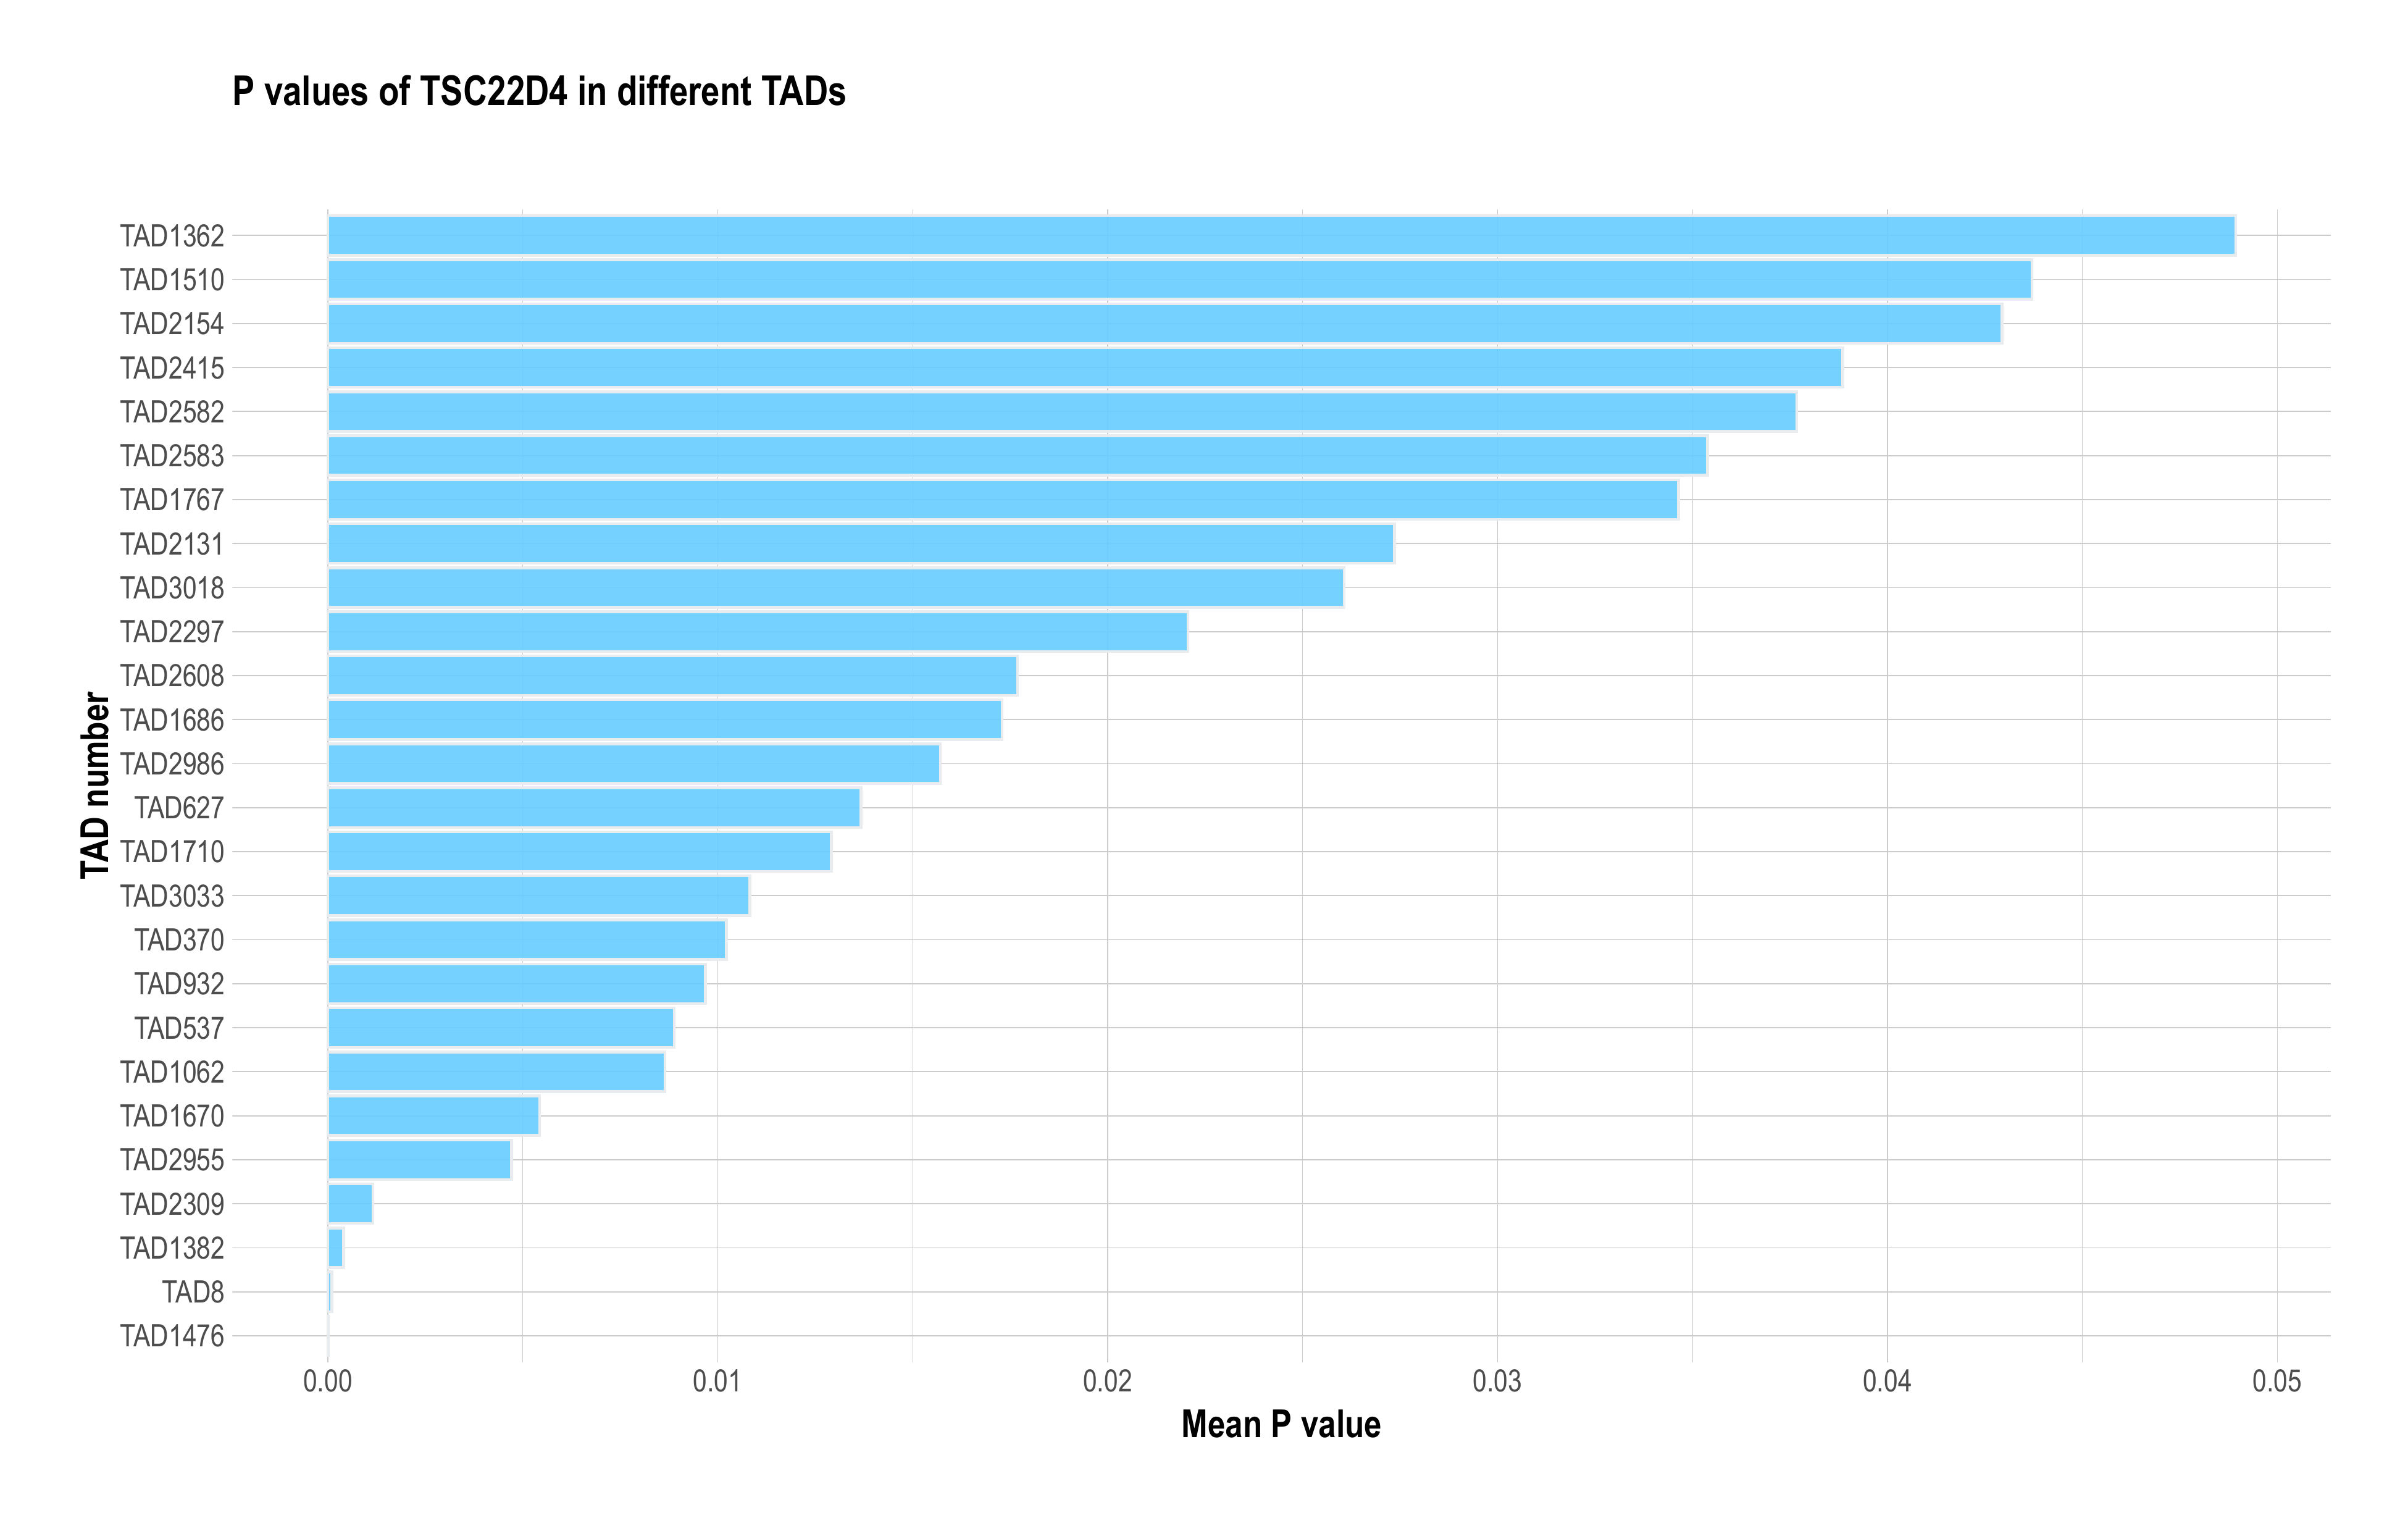 P values of TSC22D4 in different TADs
TAD number
TAD1362
TAD1510
TAD2154
TAD2415
TAD2582
TAD2583
TAD1767
TAD2131
TAD3018
TAD2297
TAD2608
TAD1686
TAD2986
TAD627
TAD1710
TAD3033
TAD370
TAD932
TAD537
TAD1062
TAD1670
TAD2955
TAD2309
TAD1382
TAD8
TAD1476
0.00 0.01 0.02 0.03 0.04 0.05
Mean P value